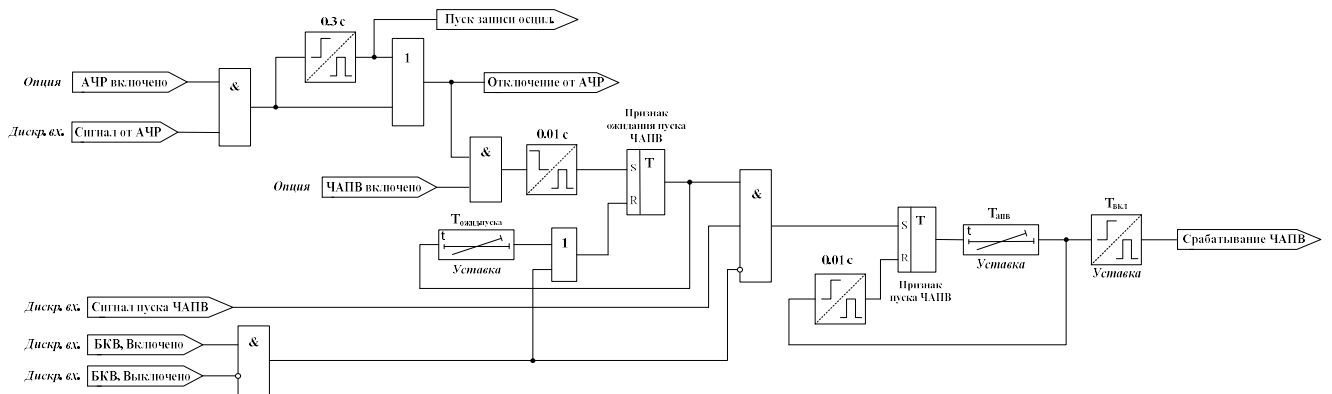 0.3 с
Пуск записи осцил.
1
Опция
АЧР включено
&
Отключение от АЧР
Дискр. вх.
Сигнал от АЧР
Признак
ожидания пуска
ЧАПВ
&
0.01 с
S
T
R
Опция
ЧАПВ включено
&
Tожид.пуска
t
Уставка
1
S
T
R
Tапв
t
Уставка
Tвкл
Уставка
Срабатывание ЧАПВ
0.01 с
Признак
пуска ЧАПВ
Дискр. вх.
Сигнал пуска ЧАПВ
Дискр. вх.
БКВ, Включено
&
Дискр. вх.
БКВ, Выключено